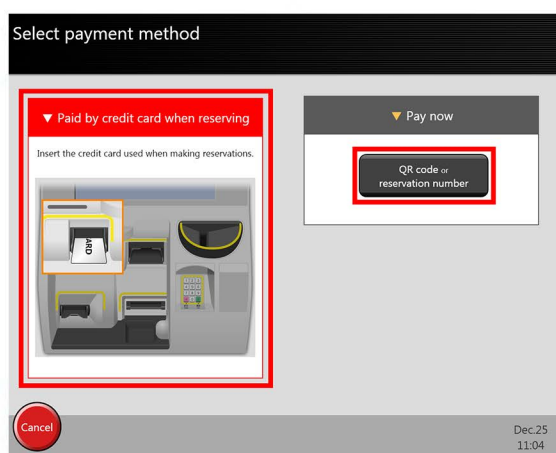 Select payment method
▼ Paid by credit card when reserving
Insert the credit card used when making reservations.
ARD
▼ Pay now
QR code or
reservation number
Cancel
Dec.25
11:04